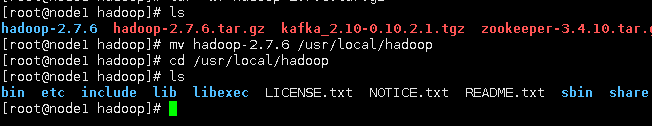 [root@node1 hadoop]# ls
hadoop-2.7.6 hadoop-2.7.6.tar.gz kafka_2.10-0.10.2.1.tgz zookeeper-3.4.10.tar.g
[root@node1 hadoop]# mv hadoop-2.7.6 /usr/local/hadoop
[root@node1 hadoop]# cd /usr/local/hadoop
[root@node1 hadoop]# ls
bin etc include lib libexec LICENSE.txt NOTICE.txt README.txt sbin share
[root@node1 hadoop]#